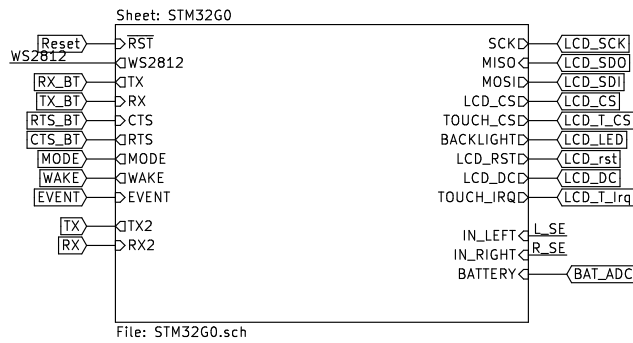 Sheet: STM32G0
Reset RST SCK LCD_SCK
WS2812 WS2812 MISO LCD_SDO
RX_BT TX MOSI LCD_SDI
TX_BT RX LCD_CS LCD_CS
RTS_BT CTS TOUCH_CS LCD_T_CS
CTS_BT RTS BACKLIGHT LCD_LED
MODE MODE LCD_RST LCD_rst
WAKE WAKE LCD_DC LCD_DC
EVENT EVENT TOUCH_IRQ LCD_T_Irq
TX TX2
IN_LEFT L_SE
RX RX2
IN_RIGHT R_SE
BATTERY BAT_ADC
File: STM32G0.sch